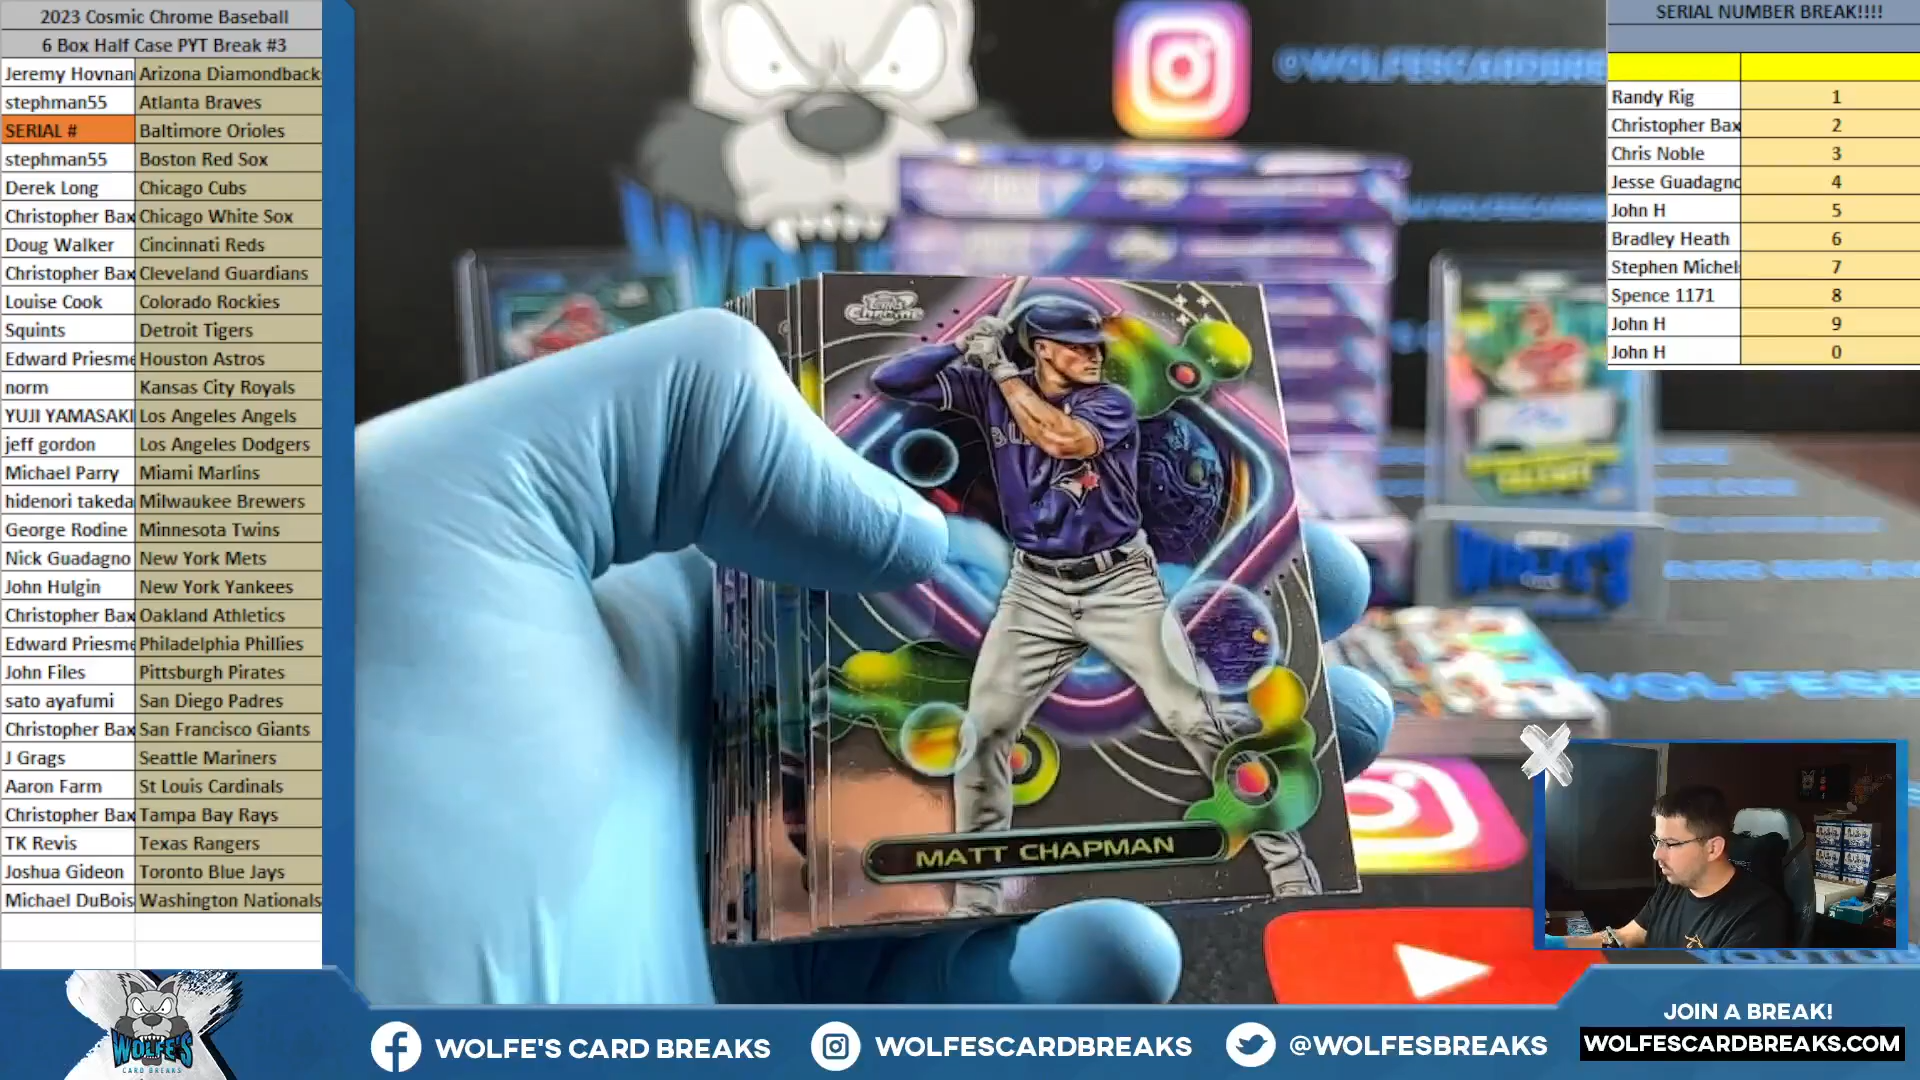 2023 Cosmic Chrome Baseball
6 Box Half Case PYT Break #3
Jeremy Hovnan Arizona Diamondback
stephman55 Atlanta Braves
SERIAL # Baltimore Orioles
stephman55 Boston Red Sox
Derek Long Chicago Cubs
Christopher Bax Chicago White Sox
Doug Walker Cincinnati Reds
Christopher Bax Cleveland Guardians
Louise Cook Colorado Rockies
Squints Detroit Tigers
Edward Priesme Houston Astros
norm Kansas City Royals
YUJI YAMASAKI Los Angeles Angels
jeff gordon Los Angeles Dodgers
Michael Parry Miami Marlins
hidenori takeda Milwaukee Brewers
George Rodine Minnesota Twins
Nick Guadagno New York Mets
John Hulgin New York Yankees
Christopher Bax Oakland Athletics
Edward Priesme Philadelphia Phillies
John Files Pittsburgh Pirates
sato ayafumi San Diego Padres
Christopher Bax San Francisco Giants
J Grags Seattle Mariners
Aaron Farm St Louis Cardinals
Christopher Bax Tampa Bay Rays
TK Revis Texas Rangers
Joshua Gideon Toronto Blue Jays
Michael DuBois Washington Nationals
SERIAL NUMBER BREAK!!!!
Randy Rig 1
Christopher Bax 2
Chris Noble 3
Jesse Guadagno 4
John H 5
Bradley Heath 6
Stephen Michel 7
Spence 1171 8
John H 9
John H 0
@WOLFESCARDBRE
Topps
Chrome
MATT CHAPMAN
WOLFE'S
WOLFE'S
CARD BREAKS
WOLFE'S CARD BREAKS
WOLFESCARDBREAKS
@WOLFESBREAKS
JOIN A BREAK!
WOLFESCARDBREAKS.COM